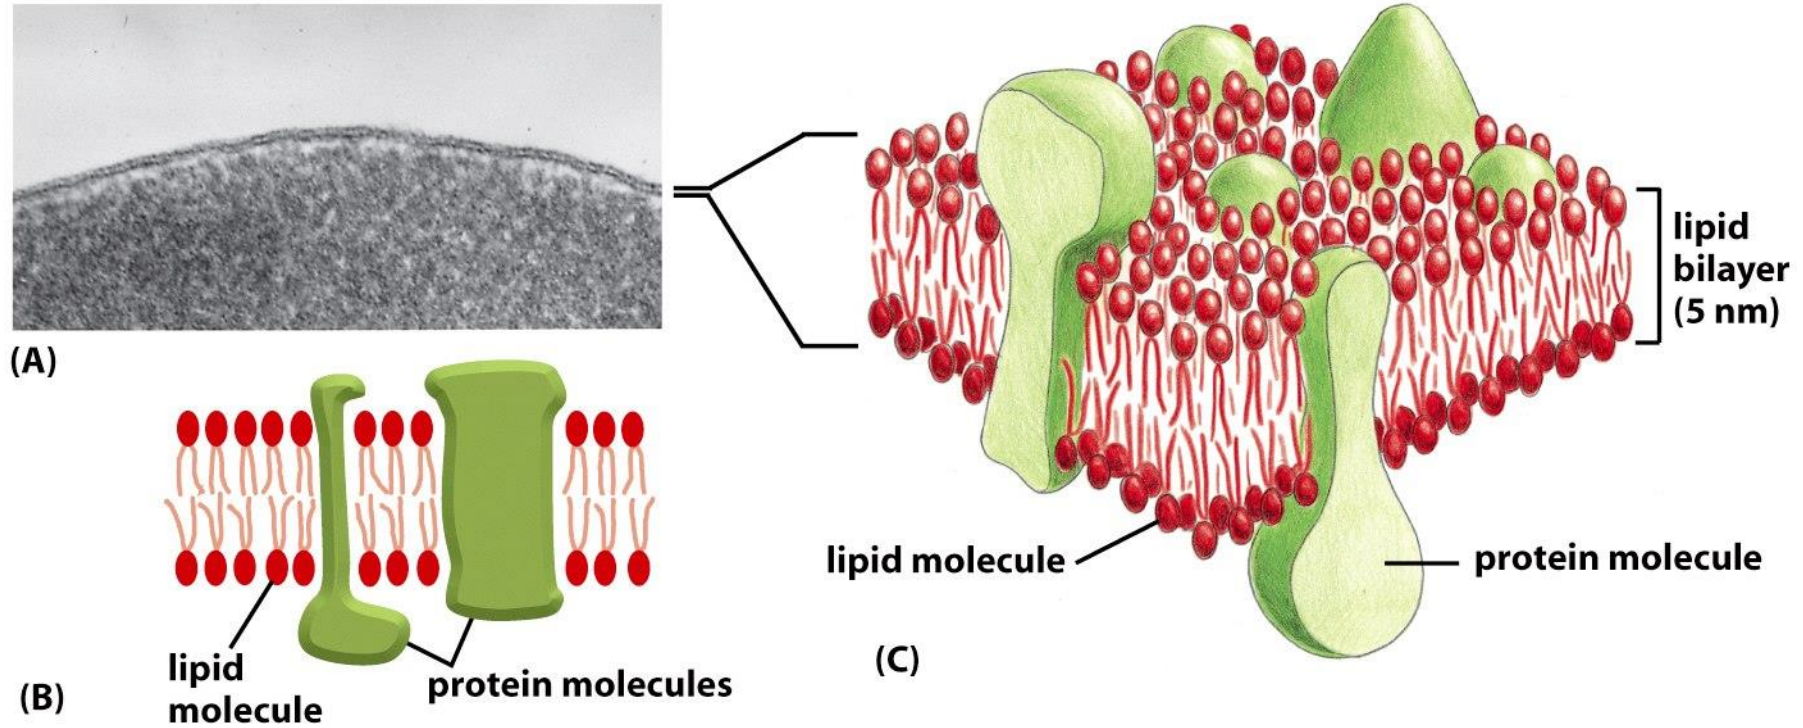 (A)
lipid
molecule
protein molecules
(B)
lipid
bilayer
(5 nm)
lipid molecule
protein molecule
(C)